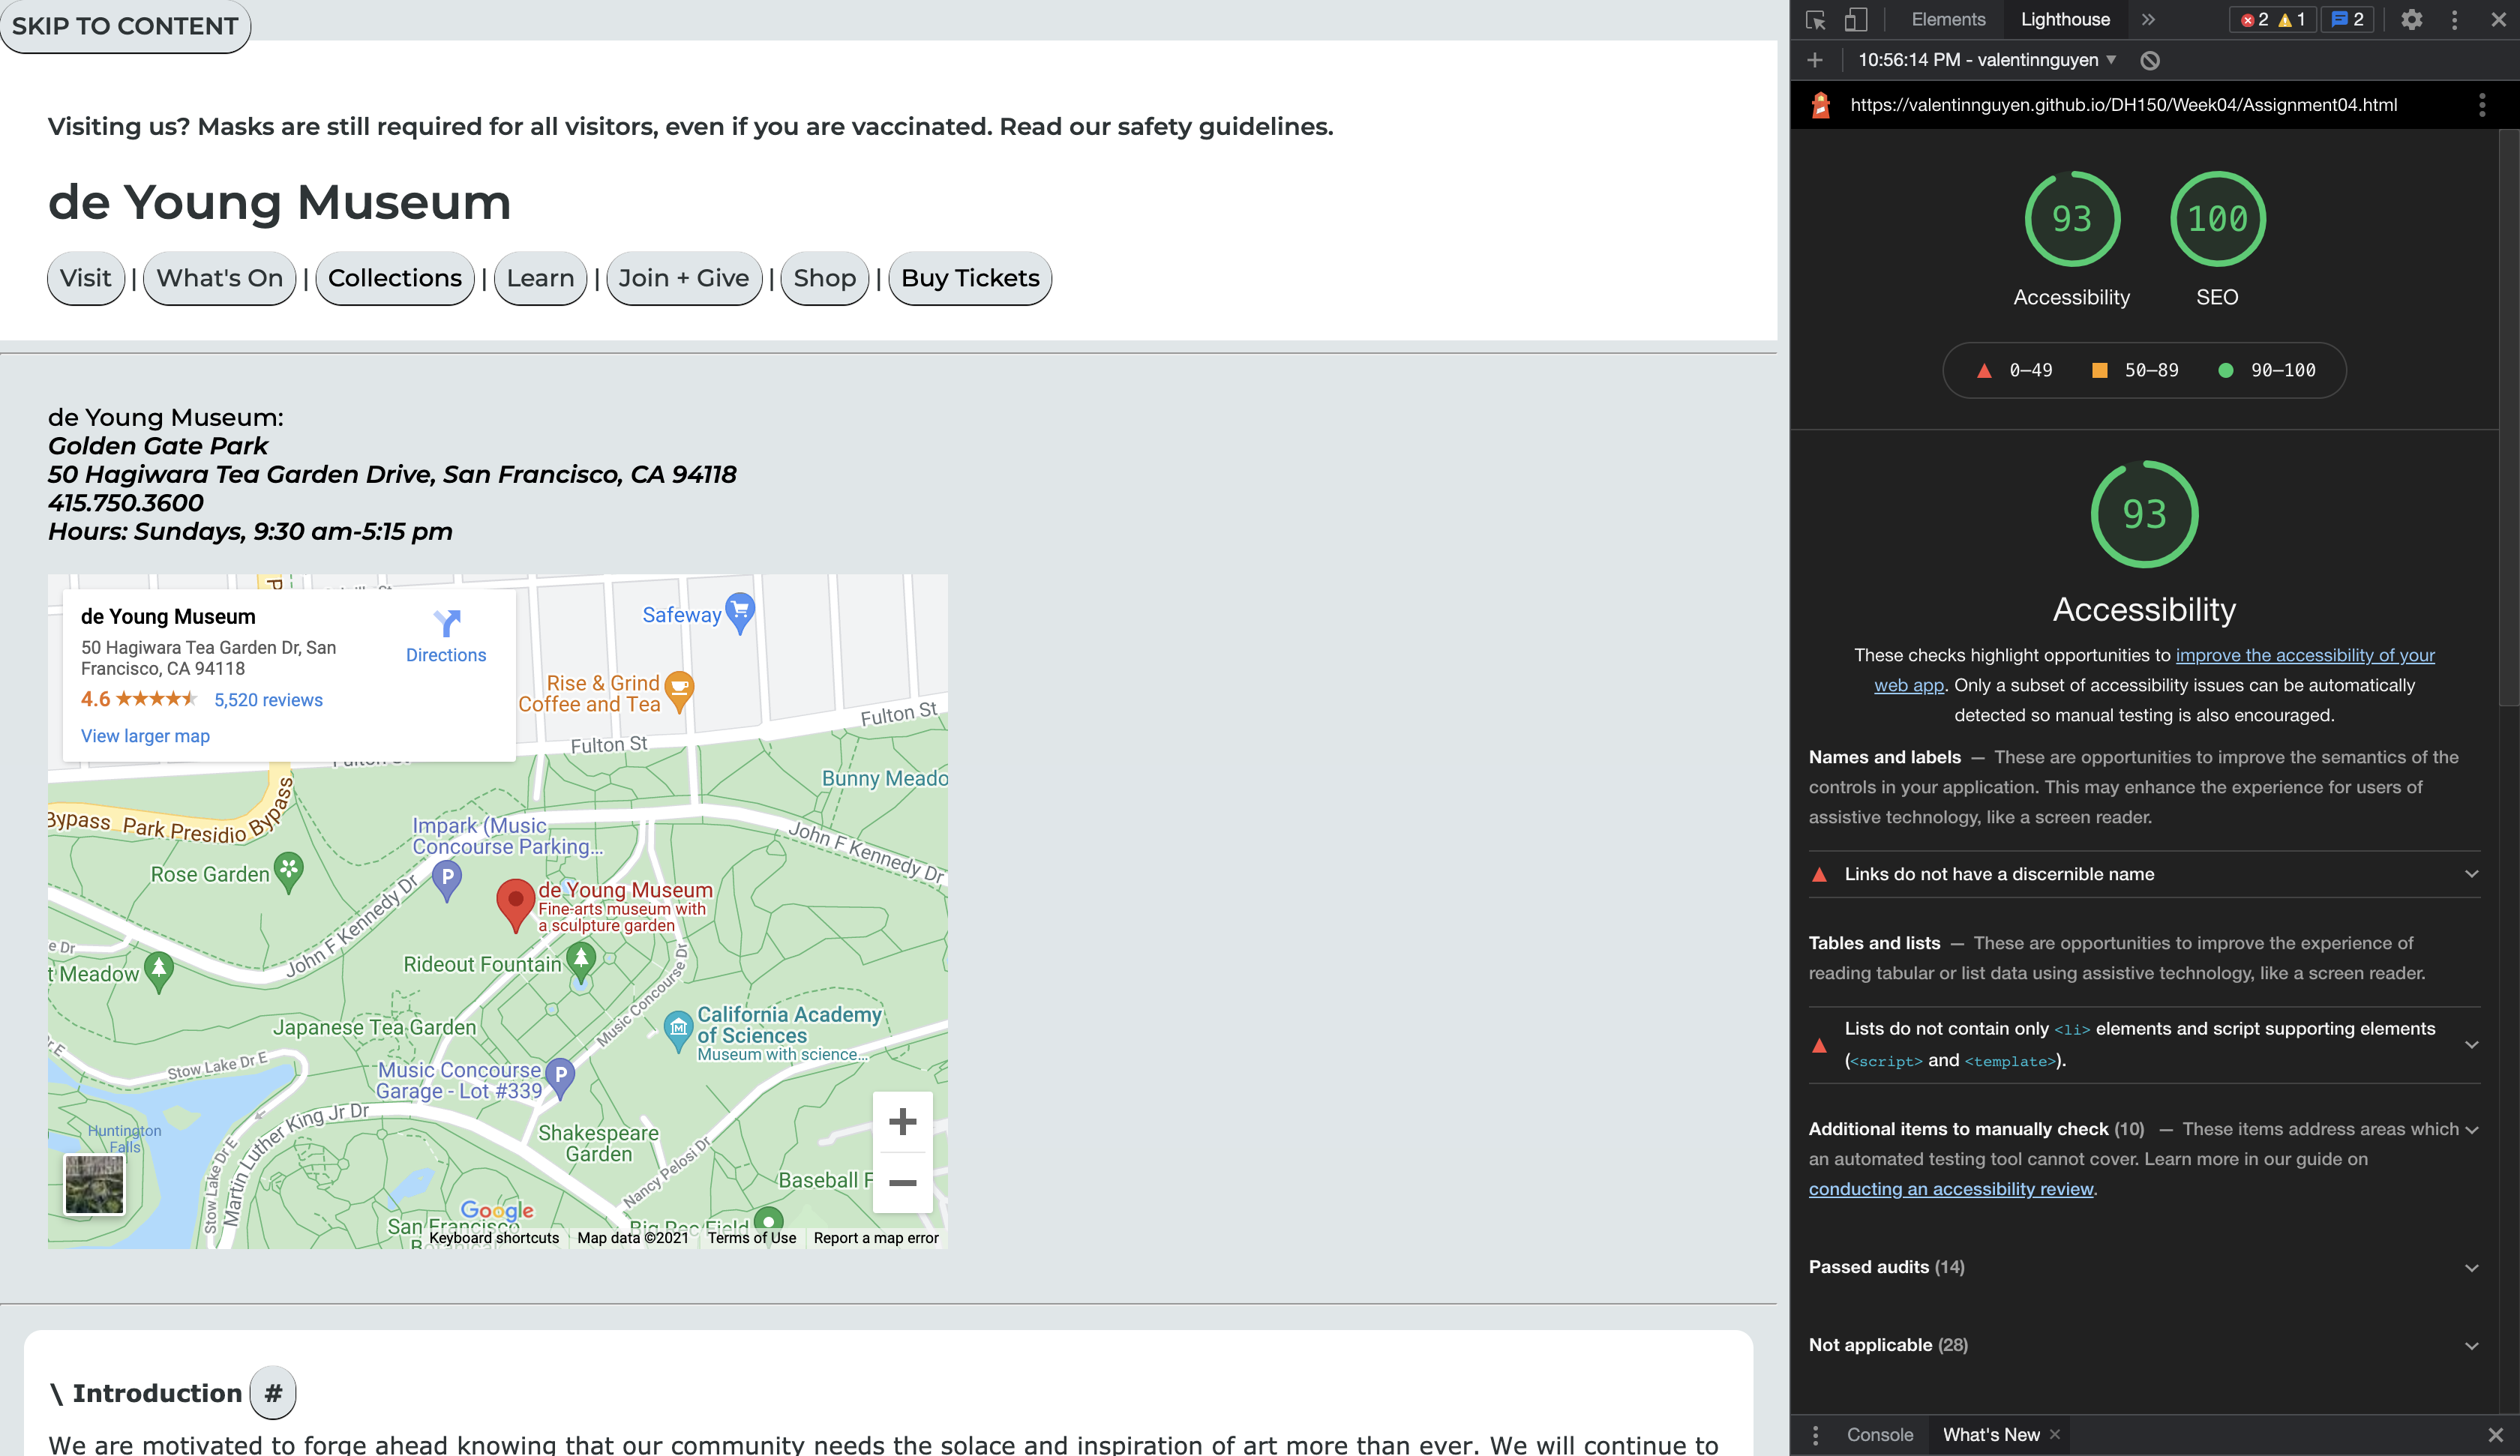 SKIP TO CONTENT
Visiting us? Masks are still required for all visitors, even if you are vaccinated. Read our safety guidelines.
de Young Museum
Visit | What's On | Collections | Learn | Join + Give | Shop | Buy Tickets
de Young Museum:
Golden Gate Park
50 Hagiwara Tea Garden Drive, San Francisco, CA 94118
415.750.3600
Hours: Sundays, 9:30 am-5:15 pm
de Young Museum
50 Hagiwara Tea Garden Dr, San
Francisco, CA 94118
4.6
5,520 reviews
View larger map
Directions
Safeway
Rise & Grind
Coffee and Tea
Fulton St
Fulton St
Fulton St
Bunny Meado
Bypass
Park Presidio Bypass
Impark (Music
Concourse Parking...
John F Kennedy Dr
Rose Garden
P
John F Kennedy Dr
de Young Museum
Fine-arts museum with
a sculpture garden
e Dr
t Meadow
Rideout Fountain
Music Concourse Dr
California Academy
of Sciences
Museum with science...
Japanese Tea Garden
r E
Stow Lake Dr E
Music Concourse
Garage - Lot #339
P
Martin Luther King Jr Dr
Huntington
Falls
Stow Lake Dr E
Shakespeare
Garden
Nancy Pelosi Dr
Baseball F
Google
San Francisco
Big Rec Field
Keyboard shortcuts
Map data ©2021
Terms of Use
Report a map error
\ Introduction #
We are motivated to forge ahead knowing that our community needs the solace and inspiration of art more than ever. We will continue to
Elements
Lighthouse
2
1
2
10:56:14 PM - valentinnguyen
https://valentinnguyen.github.io/DH150/Week04/Assignment04.html
93
100
Accessibility
SEO
0–49
50–89
90–100
93
Accessibility
These checks highlight opportunities to improve the accessibility of your
web app. Only a subset of accessibility issues can be automatically
detected so manual testing is also encouraged.
Names and labels — These are opportunities to improve the semantics of the
controls in your application. This may enhance the experience for users of
assistive technology, like a screen reader.
Links do not have a discernible name
Tables and lists — These are opportunities to improve the experience of
reading tabular or list data using assistive technology, like a screen reader.
Lists do not contain only <li> elements and script supporting elements
(<script> and <template>).
Additional items to manually check (10) — These items address areas which
an automated testing tool cannot cover. Learn more in our guide on
conducting an accessibility review.
Passed audits (14)
Not applicable (28)
Console
What's New